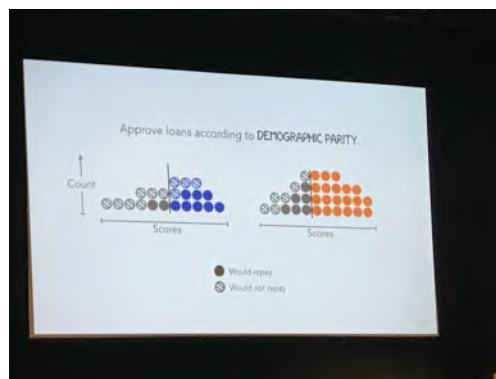 Approve loans according to DEMOGRAPHIC PARITY.
Count
Scores
Scores
Would repay
Would not repay